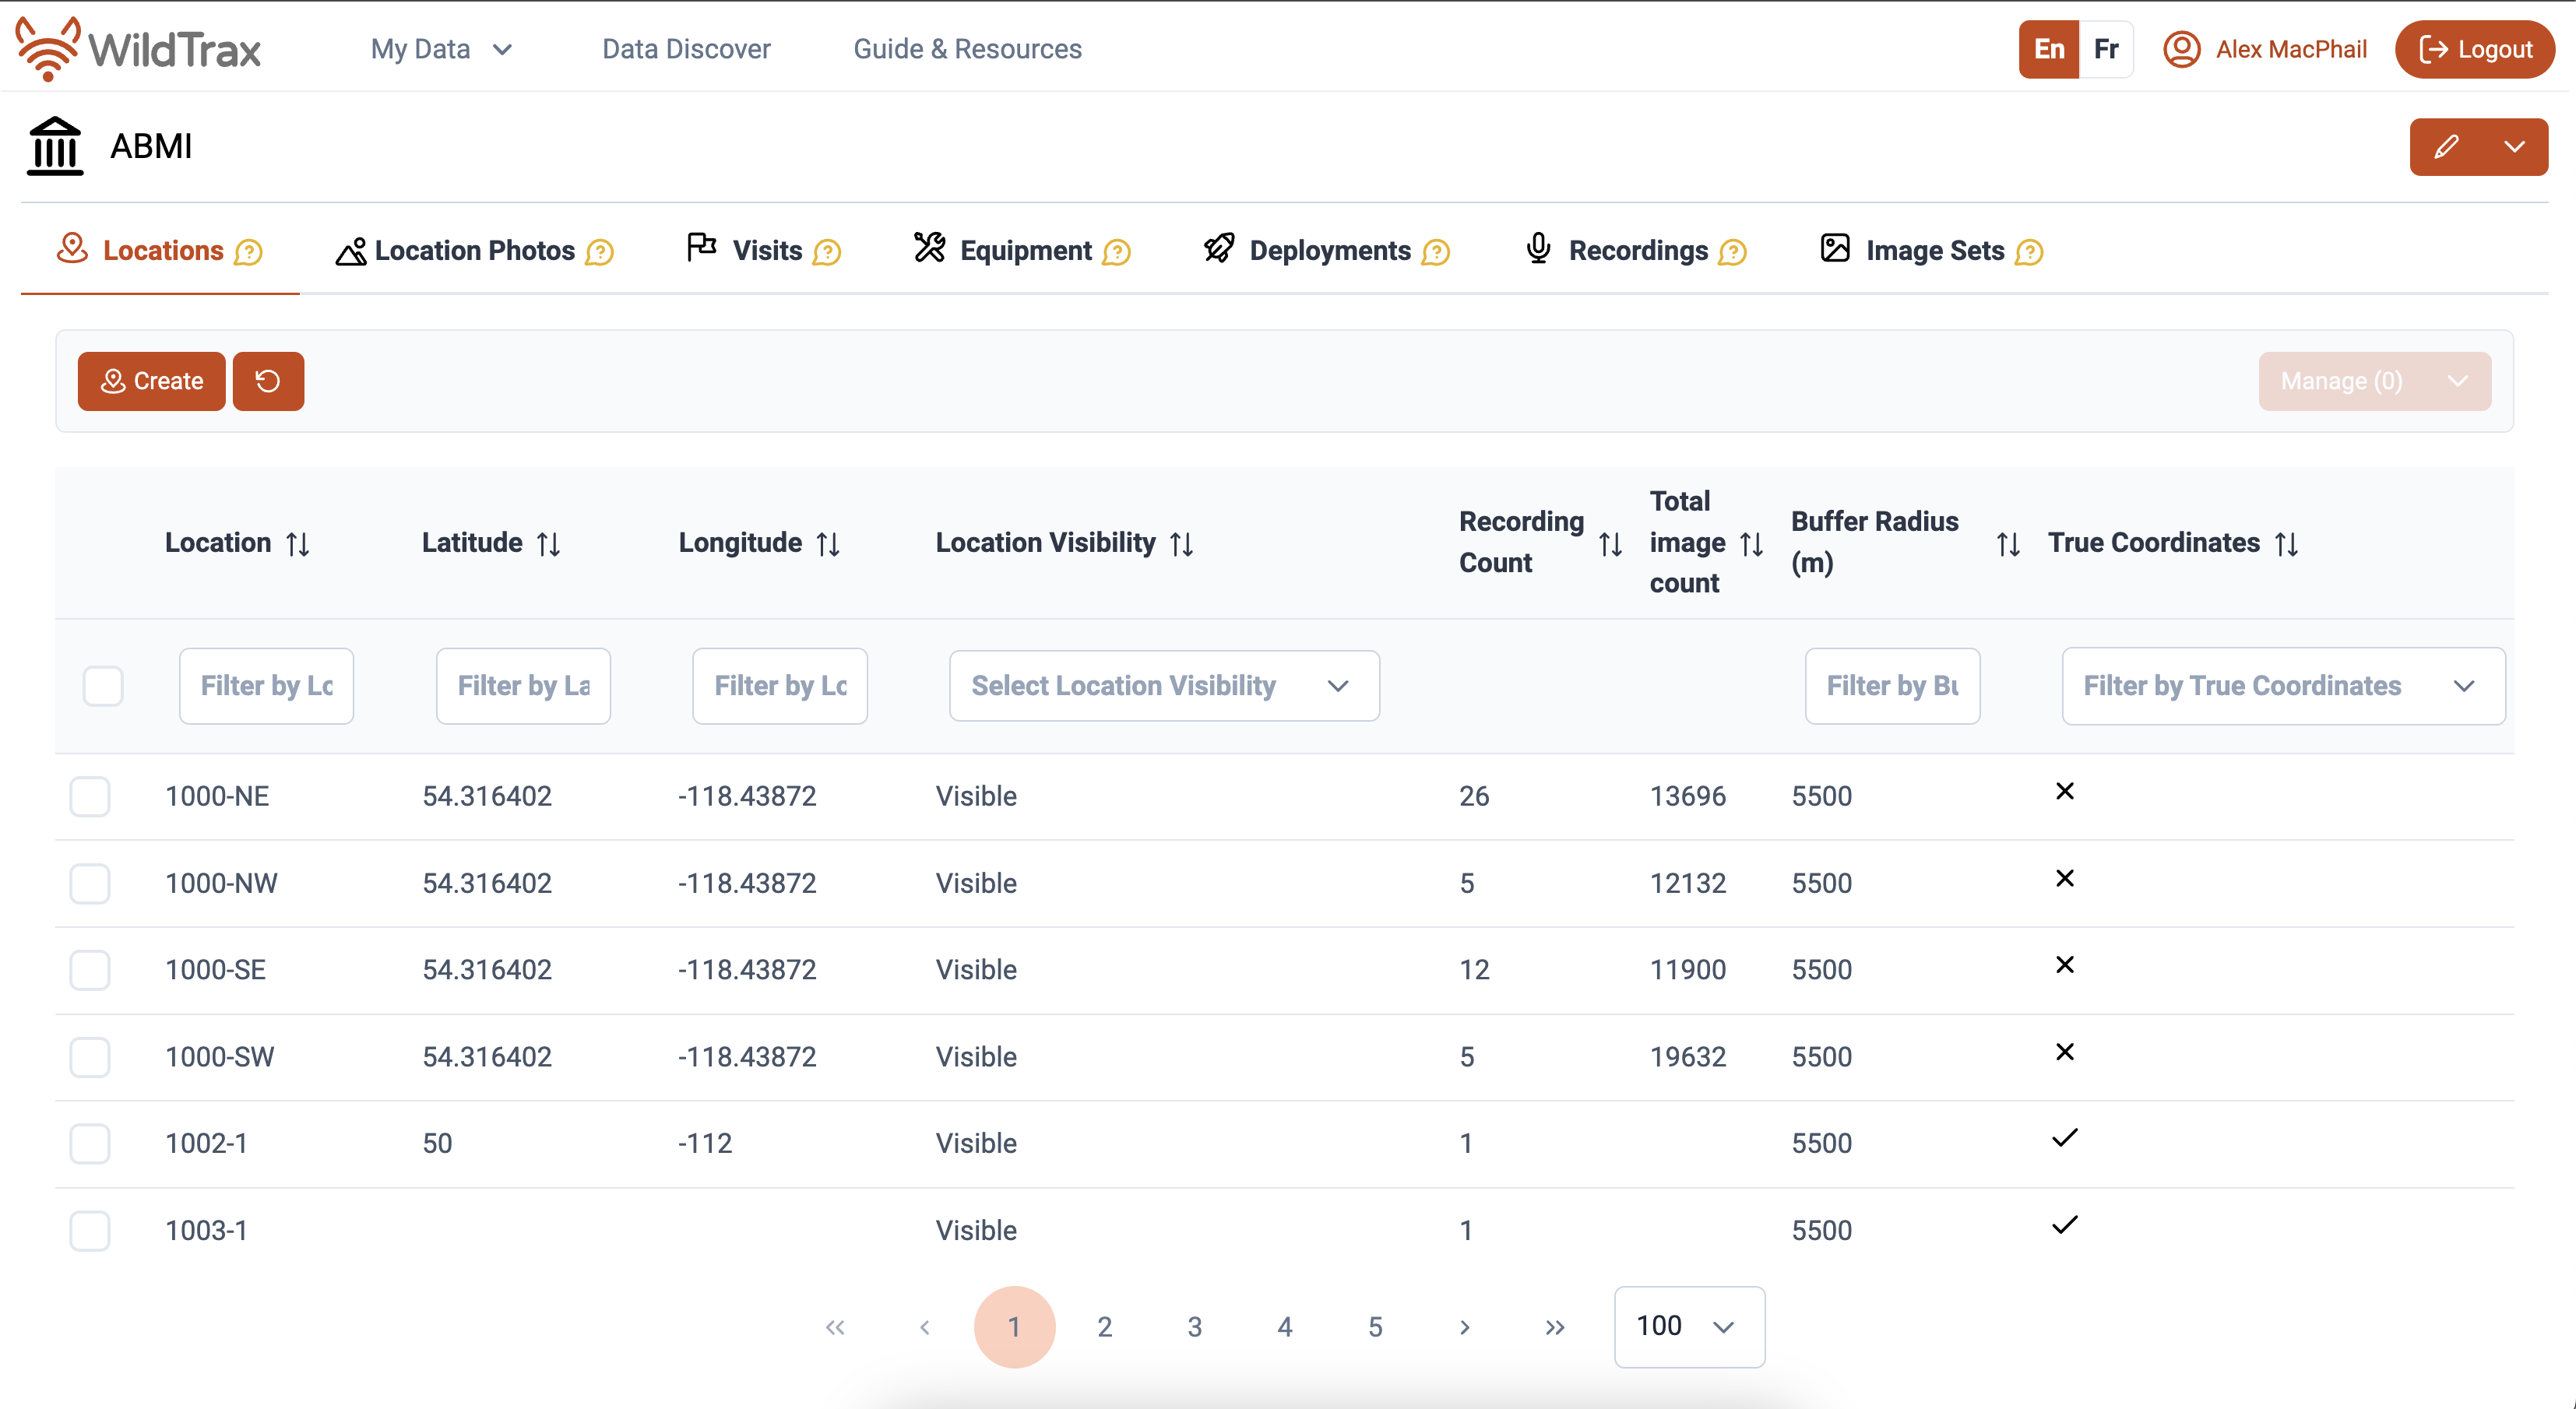 WildTrax My Data Data Discover Guide & Resources En Fr Alex MacPhail Logout
ABMI
Locations Location Photos Visits Equipment Deployments Recordings Image Sets
Create Manage (0)
Location Latitude Longitude Location Visibility Recording Count Total image count Buffer Radius (m) True Coordinates
Filter by Lo Filter by La Filter by Lo Select Location Visibility Filter by Bu Filter by True Coordinates
1000-NE 54.316402 -118.43872 Visible 26 13696 5500
1000-NW 54.316402 -118.43872 Visible 5 12132 5500
1000-SE 54.316402 -118.43872 Visible 12 11900 5500
1000-SW 54.316402 -118.43872 Visible 5 19632 5500
1002-1 50 -112 Visible 1 5500
1003-1 Visible 1 5500
« ‹ 1 2 3 4 5 › » 100